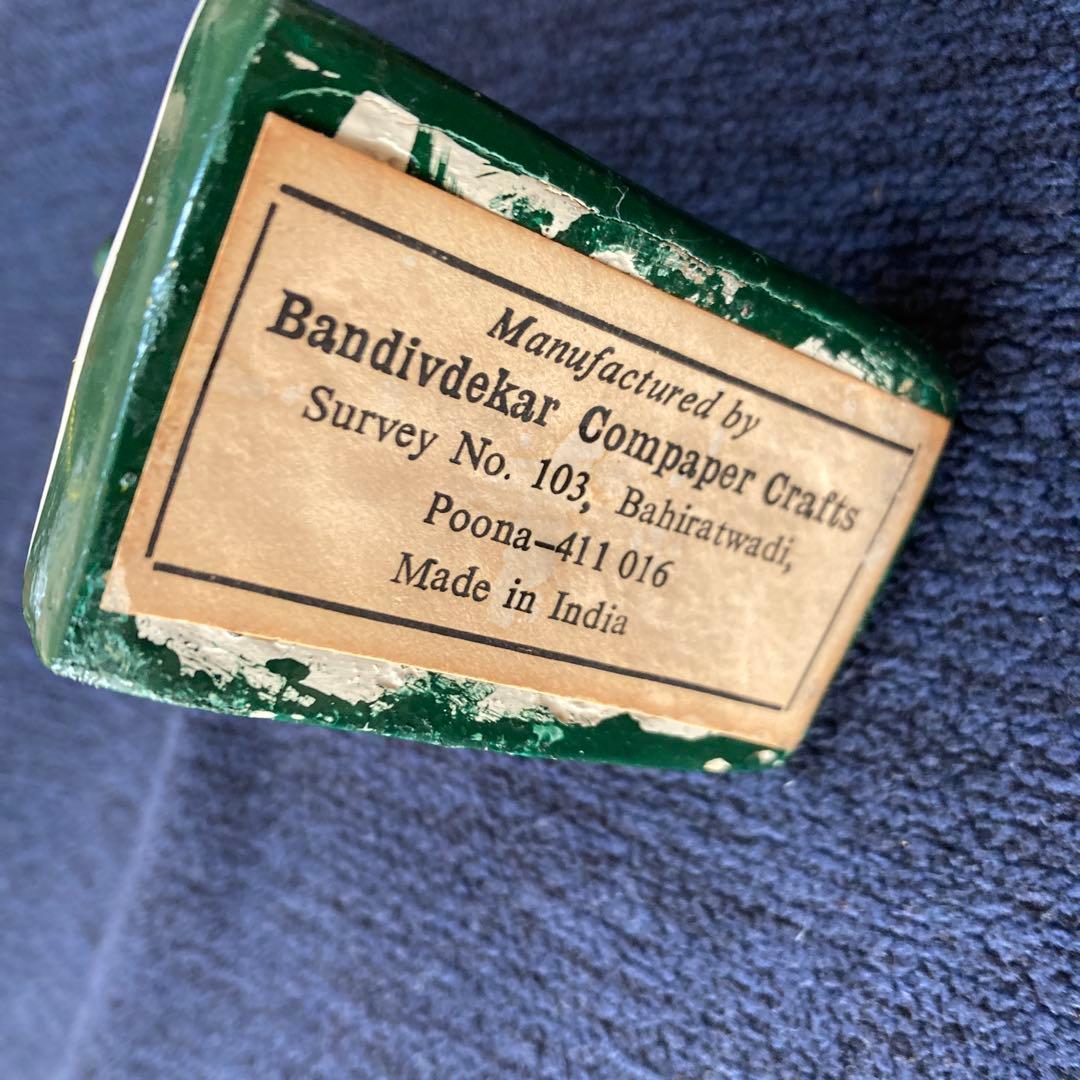 Manufactured by
Bandivdekar Compaper Crafts
Survey No. 103, Bahiratwadi,
Poona–411 016
Made in India